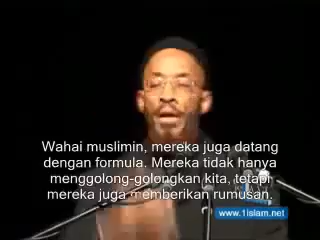 Wahai muslimin, mereka juga datang
dengan formula. Mereka tidak hanya
menggolong-golongkan kita, tetapi
mereka juga memberikan rumusan.
www.1islam.net